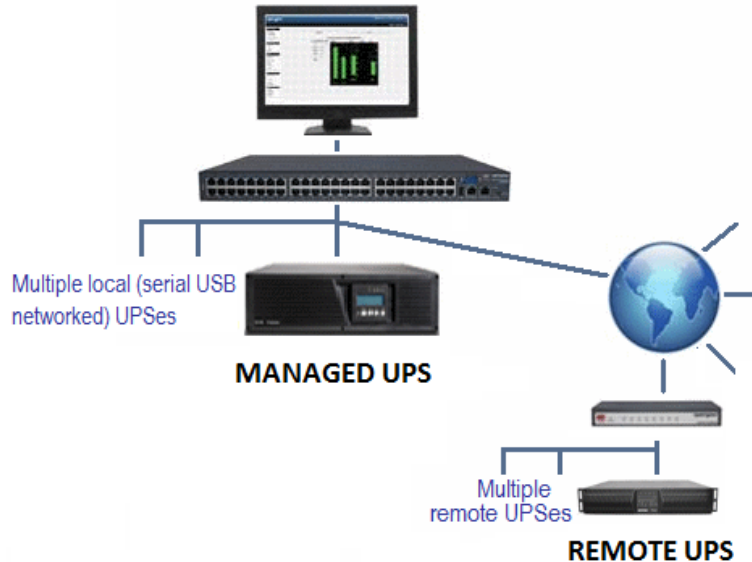 Multiple local (serial USB
networked) UPSes
MANAGED UPS
Multiple
remote UPSes
REMOTE UPS